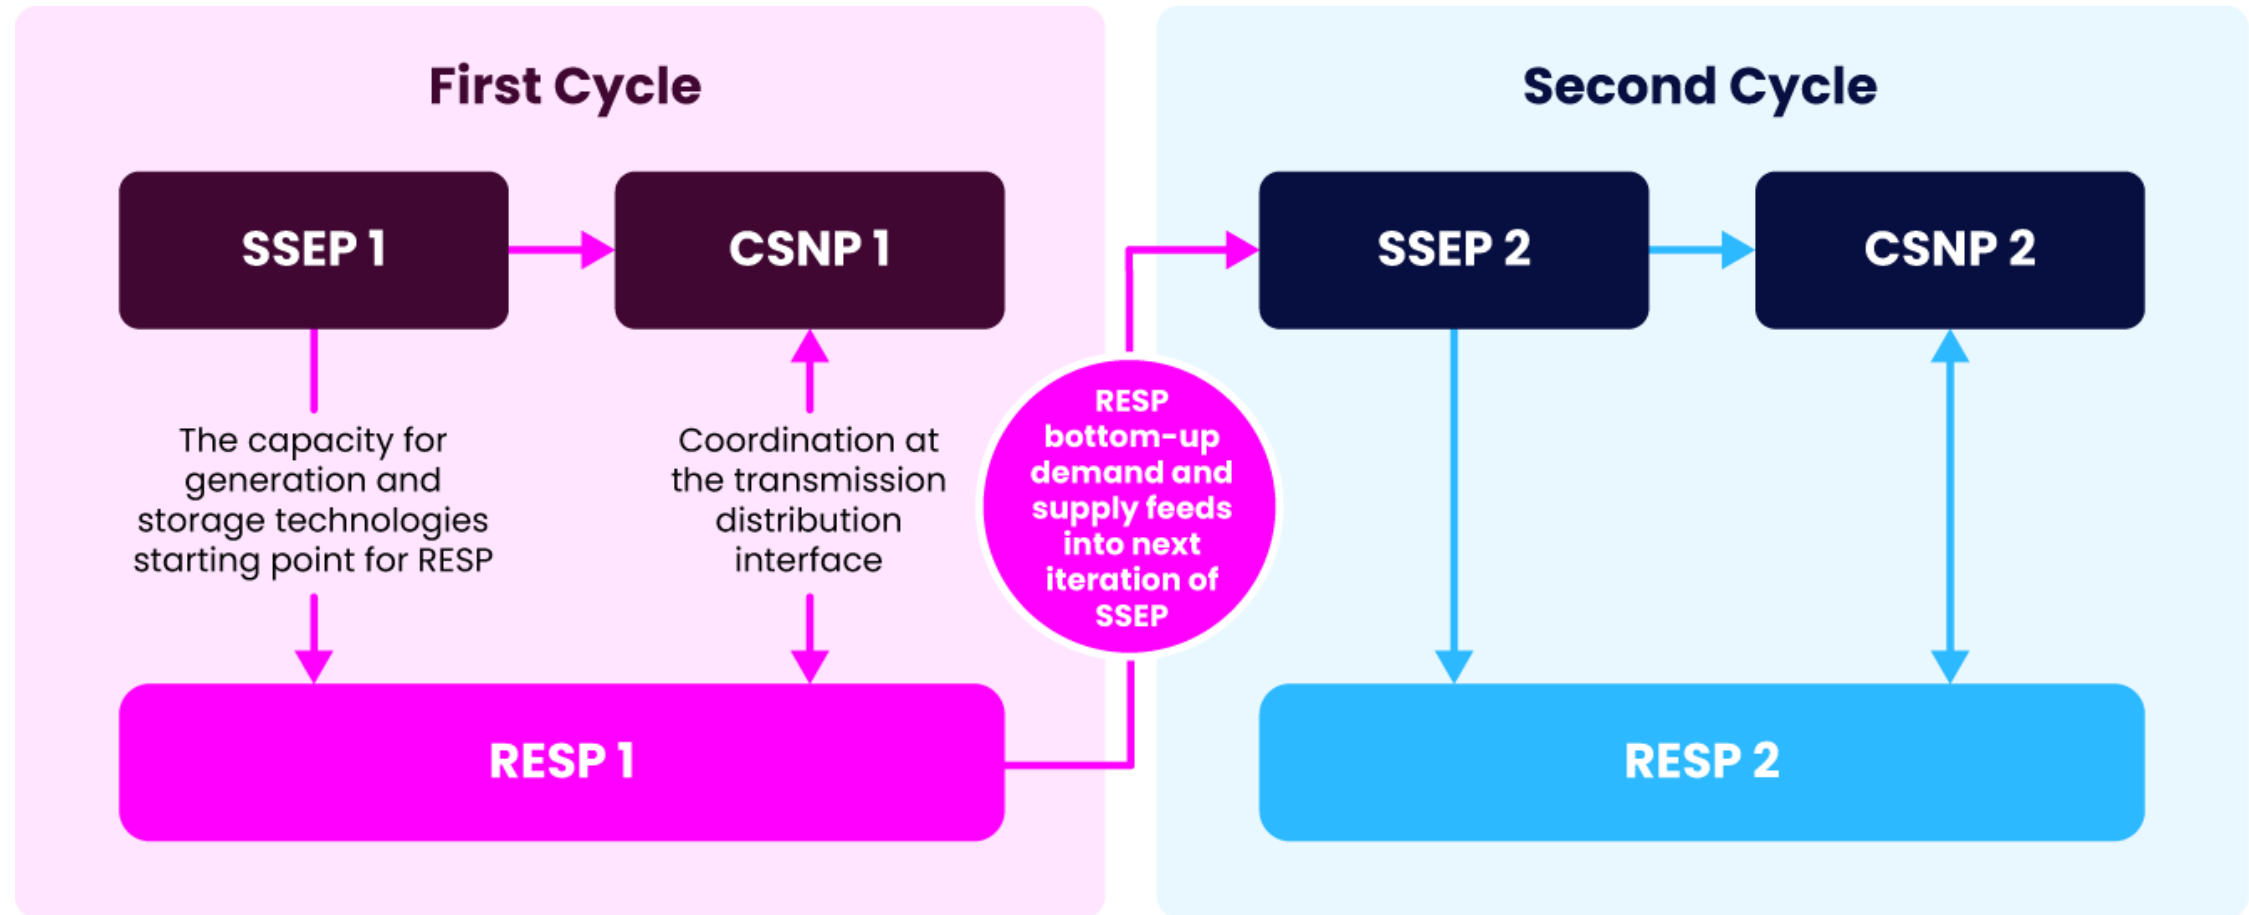 First Cycle
SSEP 1
CSNP 1
The capacity for
generation and
storage technologies
starting point for RESP
Coordination at
the transmission
distribution
interface
RESP 1
RESP
bottom-up
demand and
supply feeds
into next
iteration of
SSEP
Second Cycle
SSEP 2
CSNP 2
RESP 2